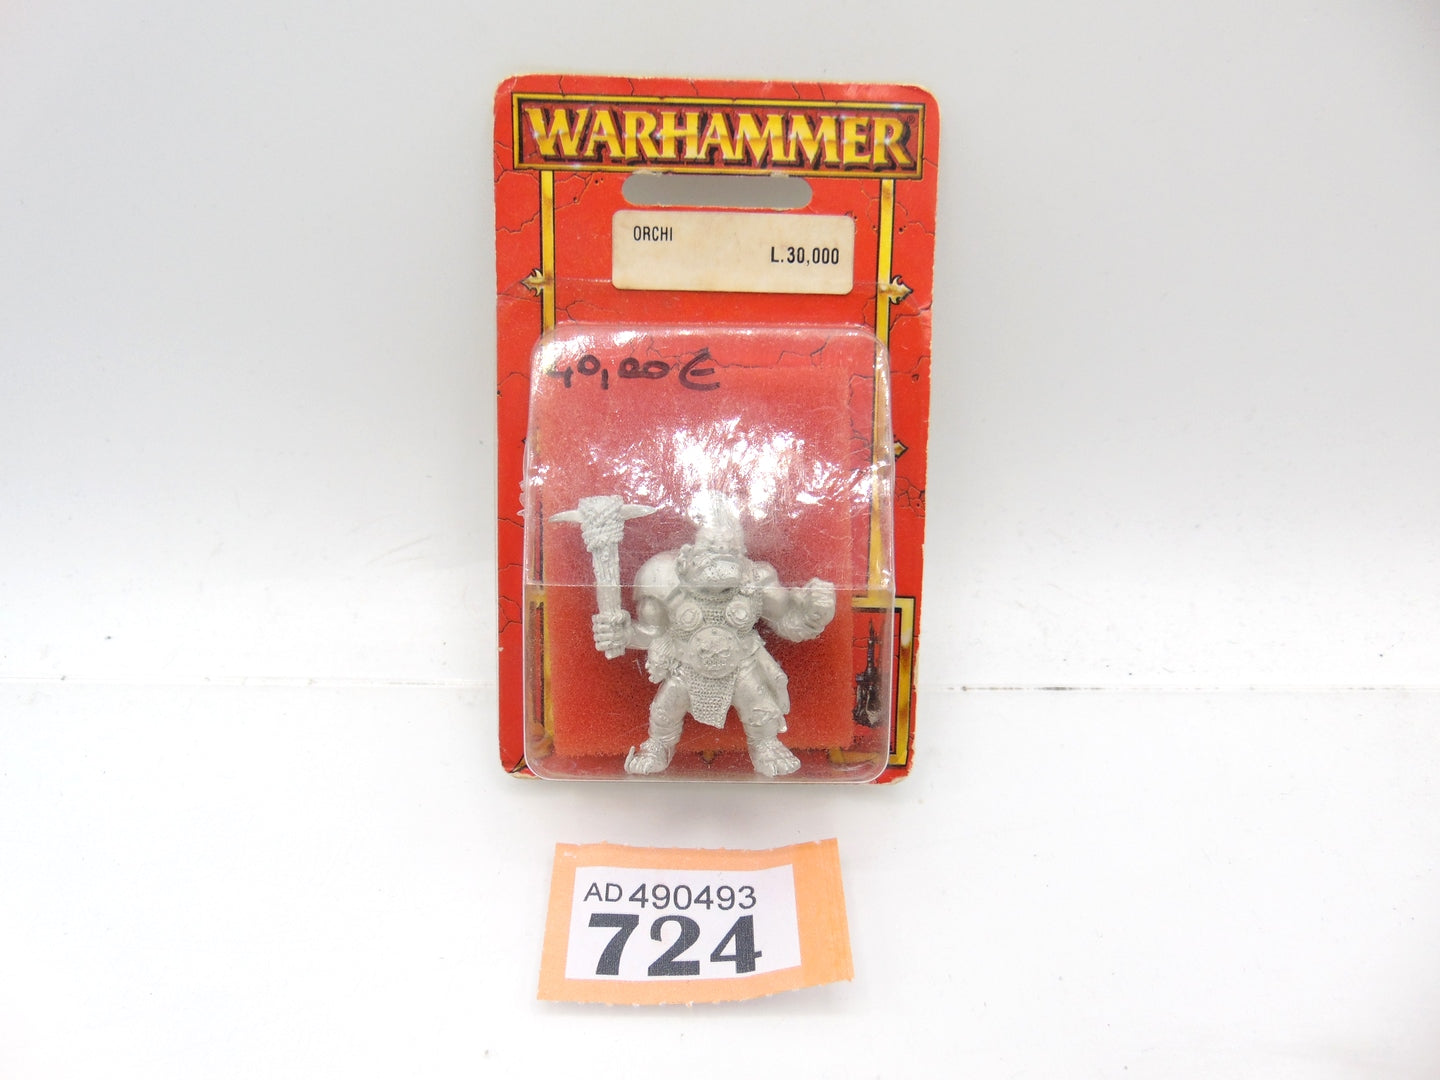 WARHAMMER
ORCHI
L.30,000
40,00 €
AD 490493
724